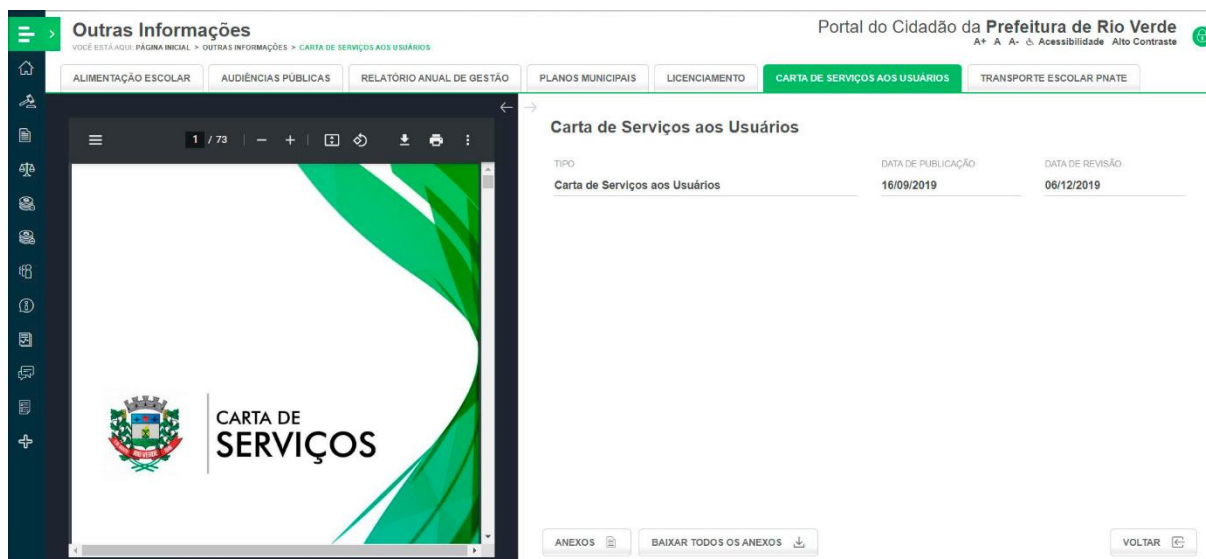 Outras Informações
VOCÊ ESTÁ AQUI: PÁGINA INICIAL > OUTRAS INFORMAÇÕES > CARTA DE SERVIÇOS AOS USUÁRIOS
Portal do Cidadão da Prefeitura de Rio Verde
A+ A A- Acessibilidade Alto Contraste
ALIMENTAÇÃO ESCOLAR AUDIÊNCIAS PÚBLICAS RELATÓRIO ANUAL DE GESTÃO PLANOS MUNICIPAIS LICENCIAMENTO CARTA DE SERVIÇOS AOS USUÁRIOS TRANSPORTE ESCOLAR PNATE
1 / 73
CARTA DE
SERVIÇOS
RIO VERDE
Carta de Serviços aos Usuários
TIPO DATA DE PUBLICAÇÃO DATA DE REVISÃO
Carta de Serviços aos Usuários 16/09/2019 06/12/2019
ANEXOS BAIXAR TODOS OS ANEXOS VOLTAR